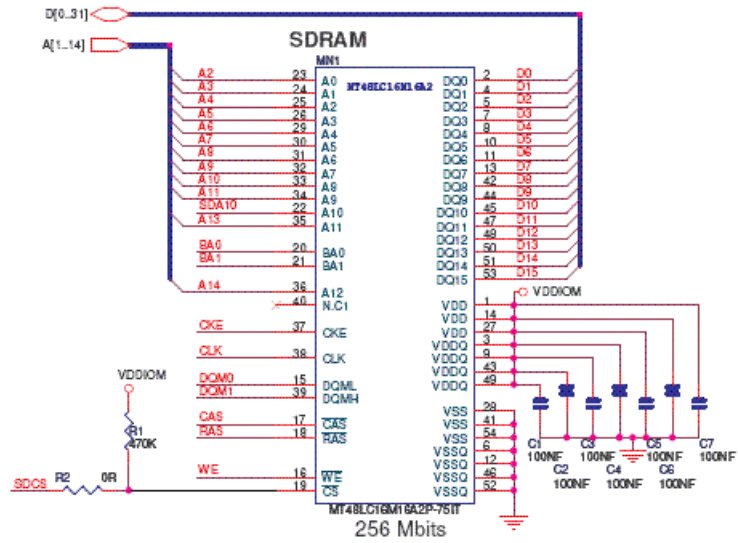 D[0..31]
A[1..14]
SDRAM
MN1
MT48LC16M16A2
A2 23 A0 DQ0 2 D0
A3 24 A1 DQ1 4 D1
A4 25 A2 DQ2 5 D2
A5 26 A3 DQ3 7 D3
A6 29 A4 DQ4 8 D4
A7 30 A5 DQ5 10 D5
A8 31 A6 DQ6 11 D6
A9 32 A7 DQ7 13 D7
A10 33 A8 DQ8 42 D8
A11 34 A9 DQ9 44 D9
SDA10 22 A10 DQ10 45 D10
A13 35 A11 DQ11 47 D11
DQ12 48 D12
BA0 20 BA0 DQ13 50 D13
BA1 21 BA1 DQ14 51 D14
DQ15 53 D15
A14 36 A12
VDDIOM
40 N.C1 VDD 1
VDD 14
CKE 37 CKE VDD 27
VDDQ 3
CLK 38 CLK VDDQ 9
VDDQ 43
VDDIOM
DQM0 15 DQML VDDQ 49
DQM1 39 DQMH
VSS 28
CAS 17 CAS VSS 41
RAS 18 RAS VSS 54
R1
470K
VSSQ 6
VSSQ 12
WE 16 WE VSSQ 46
SDCS R2 0R 19 CS VSSQ 52
C1 C3 C5 C7
100NF 100NF 100NF 100NF
C2 C4 C6
100NF 100NF 100NF
MT48LC16M16A2P-75IT
256 Mbits